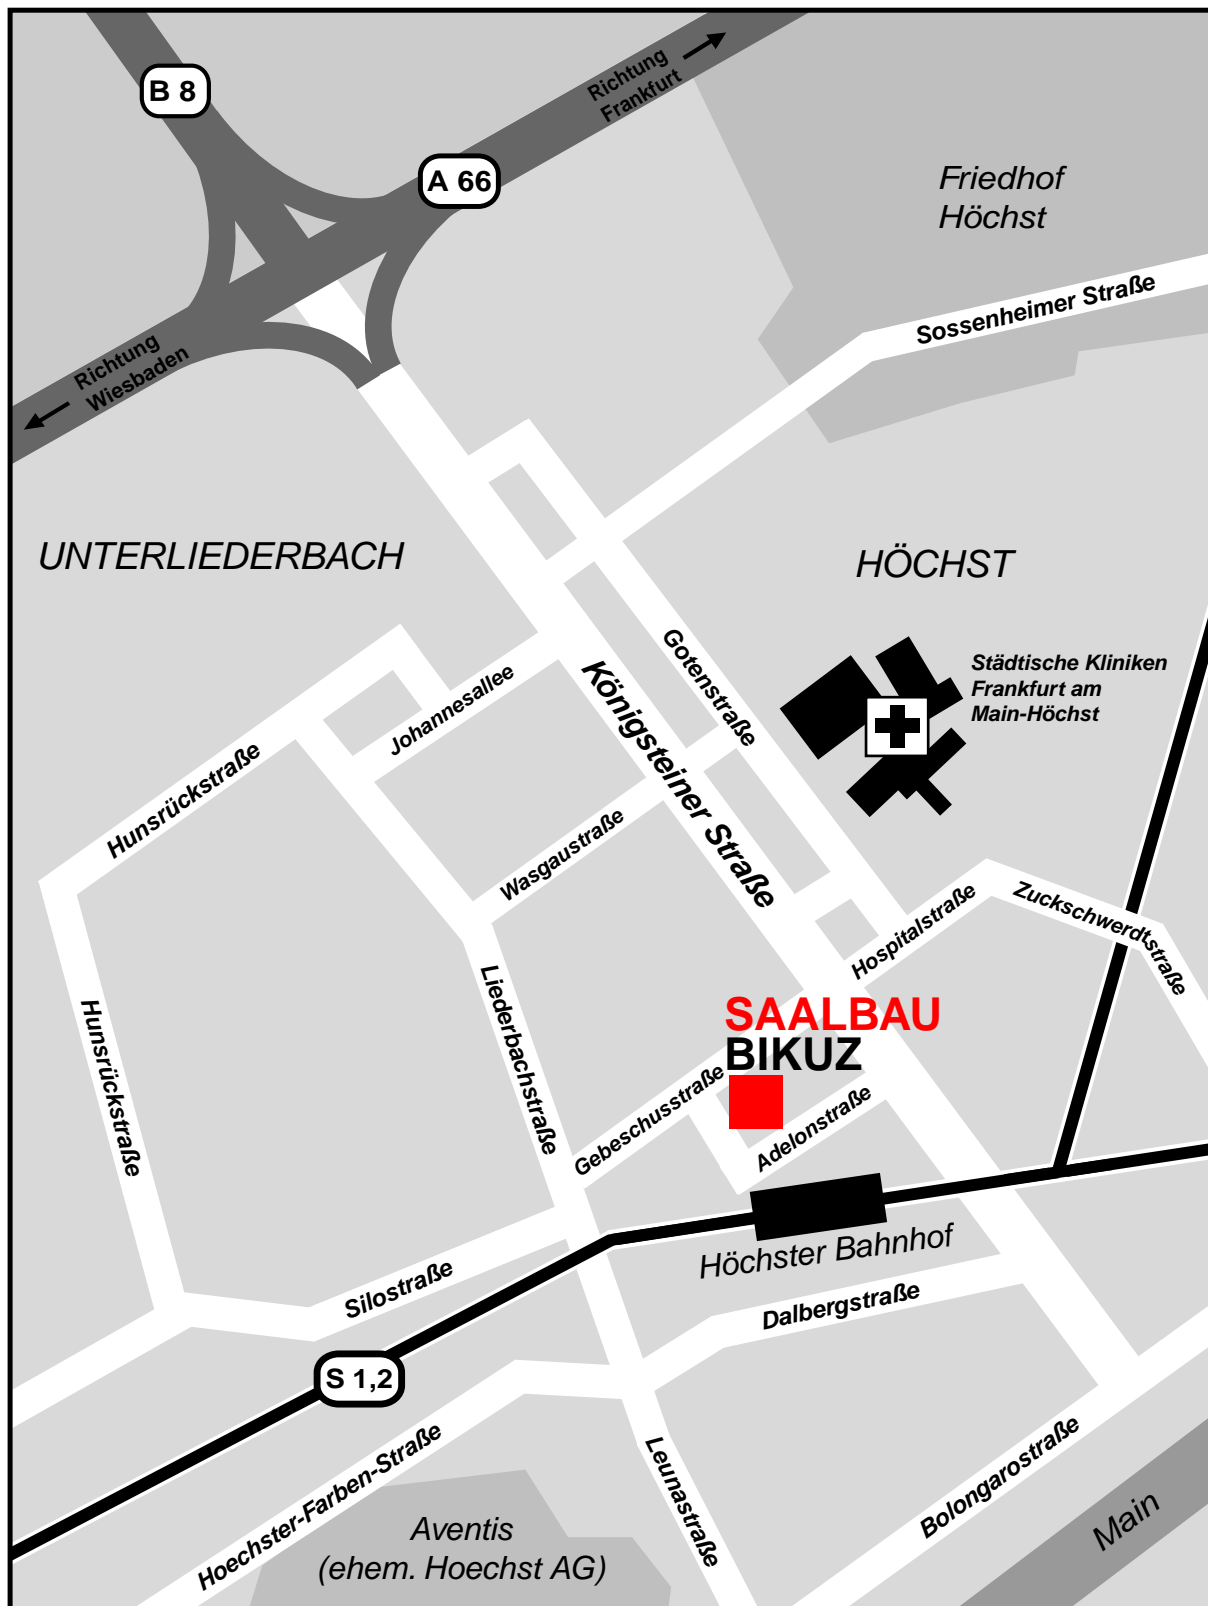 B 8
Richtung
Frankfurt
A 66
Friedhof
Höchst
Sossenheimer Straße
Richtung
Wiesbaden
UNTERLIEDERBACH
HÖCHST
Städtische Kliniken
Frankfurt am
Main-Höchst
Gotenstraße
Johannesallee
Königsteiner Straße
Hunsrückstraße
Wasgaustraße
Zuckschwerdtstraße
Hospitalstraße
Liederbachstraße
Hunsrückstraße
SAALBAU
BIKUZ
Gebeschusstraße
Adelonstraße
Höchster Bahnhof
Silostraße
Dalbergstraße
S 1,2
Hoechster-Farben-Straße
Leunastraße
Bolongarostraße
Main
Aventis
(ehem. Hoechst AG)